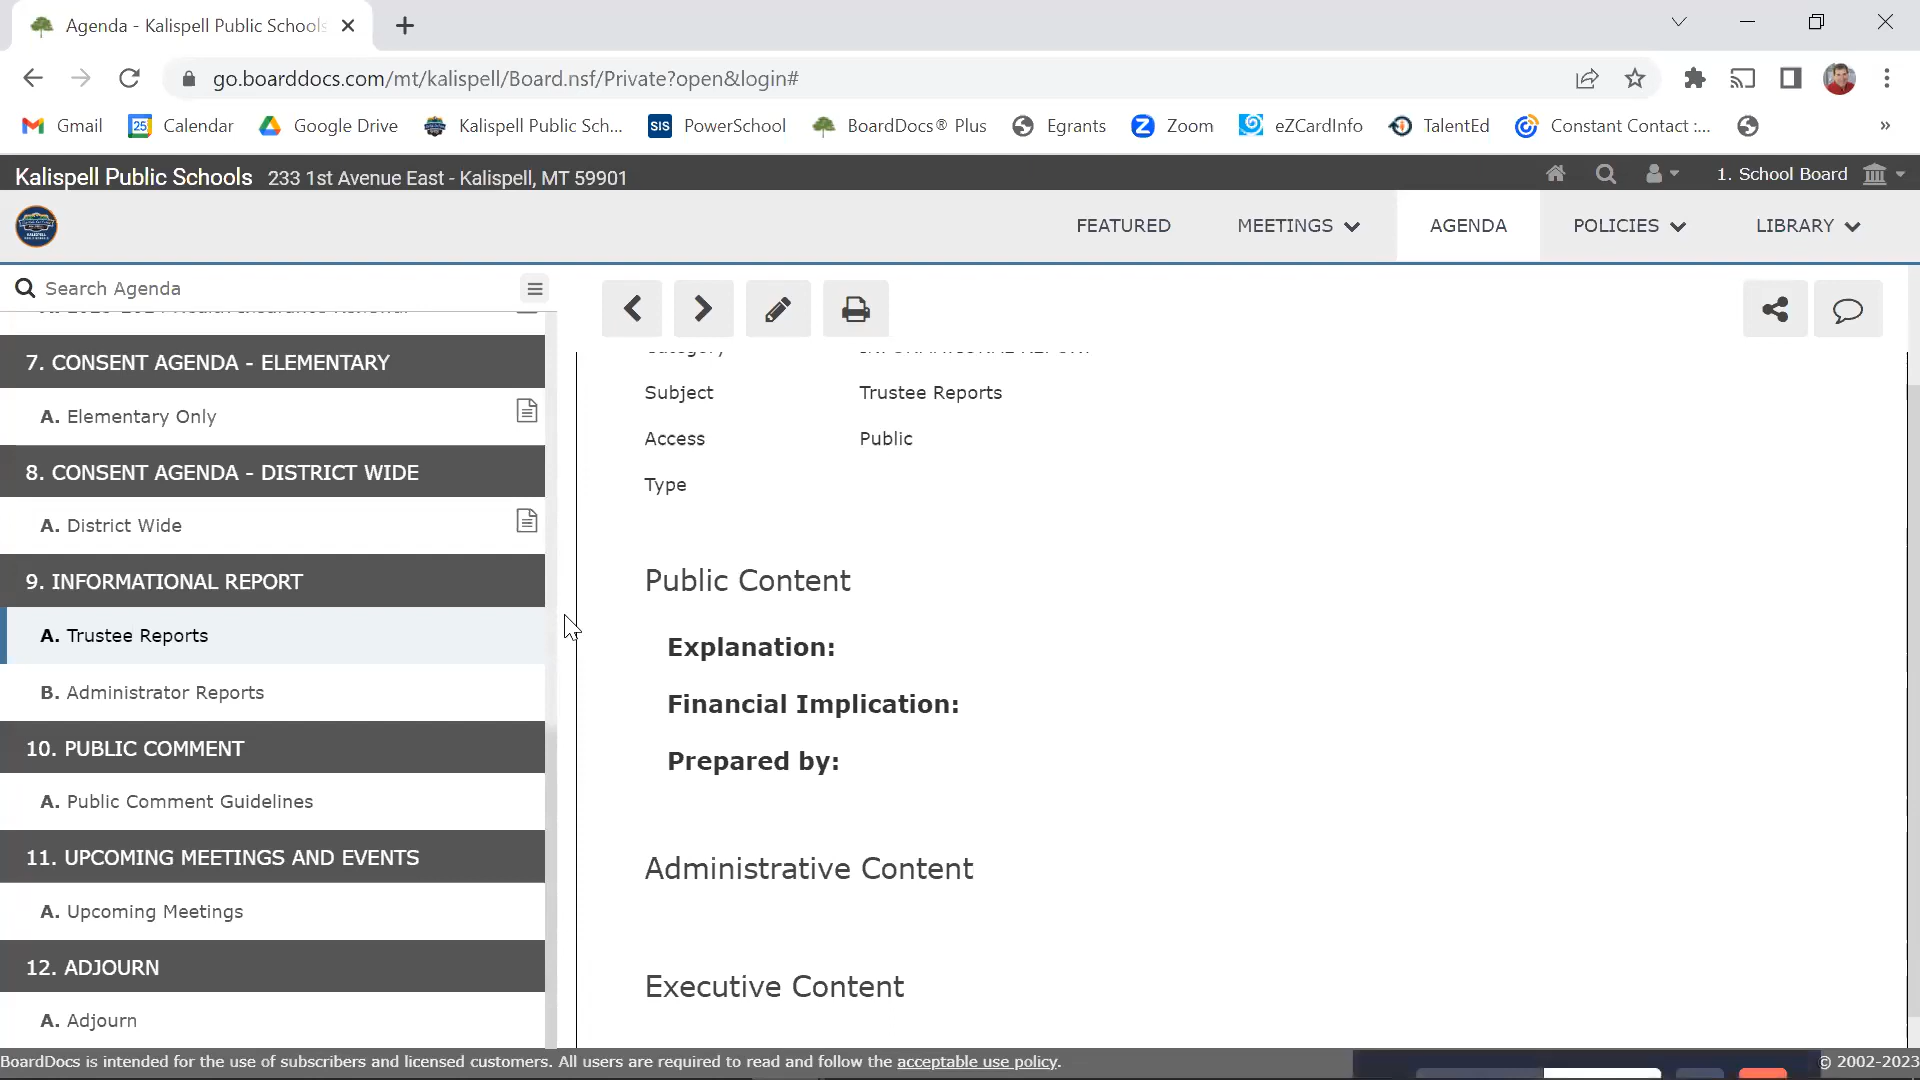 Agenda - Kalispell Public Schools
go.boarddocs.com/mt/kalispell/Board.nsf/Private?open&login#
Gmail
25
Calendar
Google Drive
Kalispell Public Sch...
SIS
PowerSchool
BoardDocs® Plus
Egrants
Z
Zoom
eZCardInfo
TalentEd
Constant Contact :...
»
Kalispell Public Schools 233 1st Avenue East - Kalispell, MT 59901
1. School Board
FEATURED
MEETINGS
AGENDA
POLICIES
LIBRARY
Search Agenda
7. CONSENT AGENDA - ELEMENTARY
A. Elementary Only
8. CONSENT AGENDA - DISTRICT WIDE
A. District Wide
9. INFORMATIONAL REPORT
A. Trustee Reports
B. Administrator Reports
10. PUBLIC COMMENT
A. Public Comment Guidelines
11. UPCOMING MEETINGS AND EVENTS
A. Upcoming Meetings
12. ADJOURN
A. Adjourn
Subject Trustee Reports
Access Public
Type
Public Content
Explanation:
Financial Implication:
Prepared by:
Administrative Content
Executive Content
BoardDocs is intended for the use of subscribers and licensed customers. All users are required to read and follow the acceptable use policy.
© 2002-2023